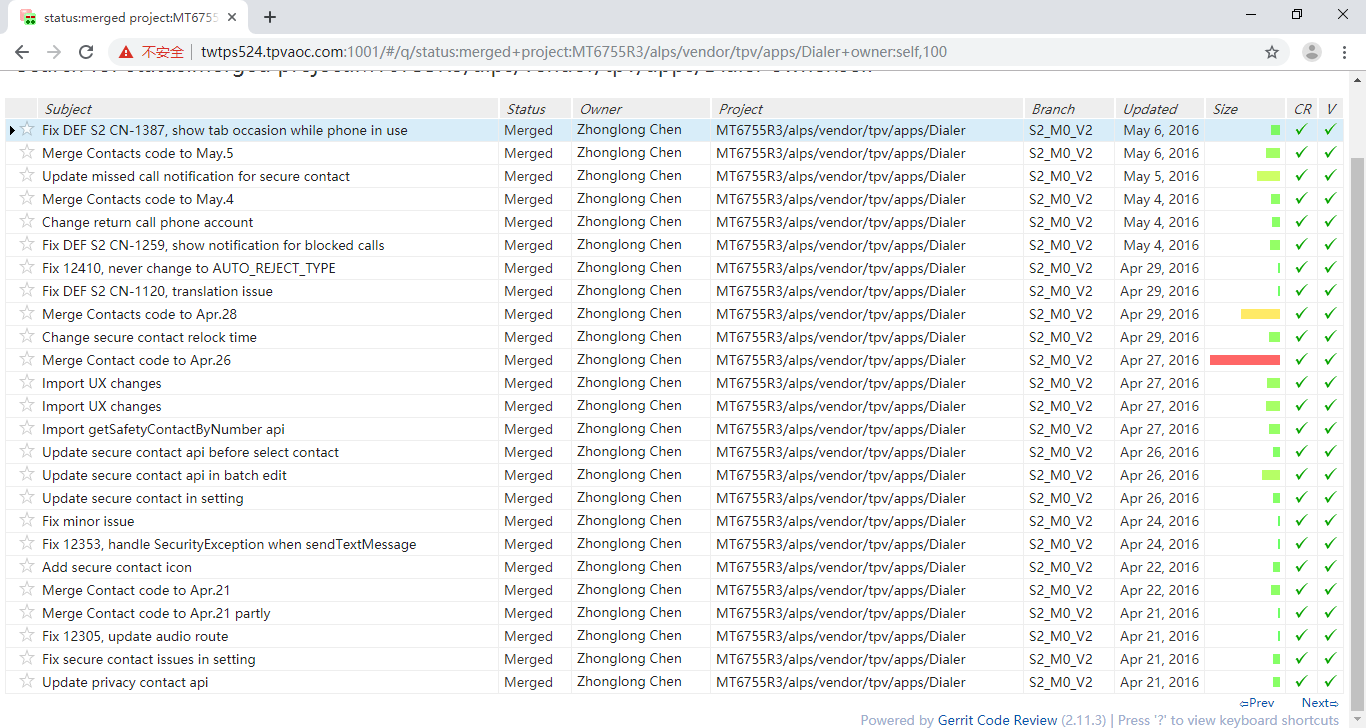 status:merged project:MT6755
不安全 twtps524.tpvaoc.com:1001/#/q/status:merged+project:MT6755R3/alps/vendor/tpv/apps/Dialer+owner:self,100
Search for status:merged project:MT6755R3/alps/vendor/tpv/apps/Dialer owner:self
Subject Status Owner Project Branch Updated Size CR V
Fix DEF S2 CN-1387, show tab occasion while phone in use Merged Zhonglong Chen MT6755R3/alps/vendor/tpv/apps/Dialer S2_M0_V2 May 6, 2016
Merge Contacts code to May.5 Merged Zhonglong Chen MT6755R3/alps/vendor/tpv/apps/Dialer S2_M0_V2 May 6, 2016
Update missed call notification for secure contact Merged Zhonglong Chen MT6755R3/alps/vendor/tpv/apps/Dialer S2_M0_V2 May 5, 2016
Merge Contacts code to May.4 Merged Zhonglong Chen MT6755R3/alps/vendor/tpv/apps/Dialer S2_M0_V2 May 4, 2016
Change return call phone account Merged Zhonglong Chen MT6755R3/alps/vendor/tpv/apps/Dialer S2_M0_V2 May 4, 2016
Fix DEF S2 CN-1259, show notification for blocked calls Merged Zhonglong Chen MT6755R3/alps/vendor/tpv/apps/Dialer S2_M0_V2 May 4, 2016
Fix 12410, never change to AUTO_REJECT_TYPE Merged Zhonglong Chen MT6755R3/alps/vendor/tpv/apps/Dialer S2_M0_V2 Apr 29, 2016
Fix DEF S2 CN-1120, translation issue Merged Zhonglong Chen MT6755R3/alps/vendor/tpv/apps/Dialer S2_M0_V2 Apr 29, 2016
Merge Contacts code to Apr.28 Merged Zhonglong Chen MT6755R3/alps/vendor/tpv/apps/Dialer S2_M0_V2 Apr 29, 2016
Change secure contact relock time Merged Zhonglong Chen MT6755R3/alps/vendor/tpv/apps/Dialer S2_M0_V2 Apr 29, 2016
Merge Contact code to Apr.26 Merged Zhonglong Chen MT6755R3/alps/vendor/tpv/apps/Dialer S2_M0_V2 Apr 27, 2016
Import UX changes Merged Zhonglong Chen MT6755R3/alps/vendor/tpv/apps/Dialer S2_M0_V2 Apr 27, 2016
Import UX changes Merged Zhonglong Chen MT6755R3/alps/vendor/tpv/apps/Dialer S2_M0_V2 Apr 27, 2016
Import getSafetyContactByNumber api Merged Zhonglong Chen MT6755R3/alps/vendor/tpv/apps/Dialer S2_M0_V2 Apr 27, 2016
Update secure contact api before select contact Merged Zhonglong Chen MT6755R3/alps/vendor/tpv/apps/Dialer S2_M0_V2 Apr 26, 2016
Update secure contact api in batch edit Merged Zhonglong Chen MT6755R3/alps/vendor/tpv/apps/Dialer S2_M0_V2 Apr 26, 2016
Update secure contact in setting Merged Zhonglong Chen MT6755R3/alps/vendor/tpv/apps/Dialer S2_M0_V2 Apr 26, 2016
Fix minor issue Merged Zhonglong Chen MT6755R3/alps/vendor/tpv/apps/Dialer S2_M0_V2 Apr 24, 2016
Fix 12353, handle SecurityException when sendTextMessage Merged Zhonglong Chen MT6755R3/alps/vendor/tpv/apps/Dialer S2_M0_V2 Apr 24, 2016
Add secure contact icon Merged Zhonglong Chen MT6755R3/alps/vendor/tpv/apps/Dialer S2_M0_V2 Apr 22, 2016
Merge Contact code to Apr.21 Merged Zhonglong Chen MT6755R3/alps/vendor/tpv/apps/Dialer S2_M0_V2 Apr 22, 2016
Merge Contact code to Apr.21 partly Merged Zhonglong Chen MT6755R3/alps/vendor/tpv/apps/Dialer S2_M0_V2 Apr 21, 2016
Fix 12305, update audio route Merged Zhonglong Chen MT6755R3/alps/vendor/tpv/apps/Dialer S2_M0_V2 Apr 21, 2016
Fix secure contact issues in setting Merged Zhonglong Chen MT6755R3/alps/vendor/tpv/apps/Dialer S2_M0_V2 Apr 21, 2016
Update privacy contact api Merged Zhonglong Chen MT6755R3/alps/vendor/tpv/apps/Dialer S2_M0_V2 Apr 21, 2016
⇦Prev Next⇨
Powered by Gerrit Code Review (2.11.3) | Press '?' to view keyboard shortcuts